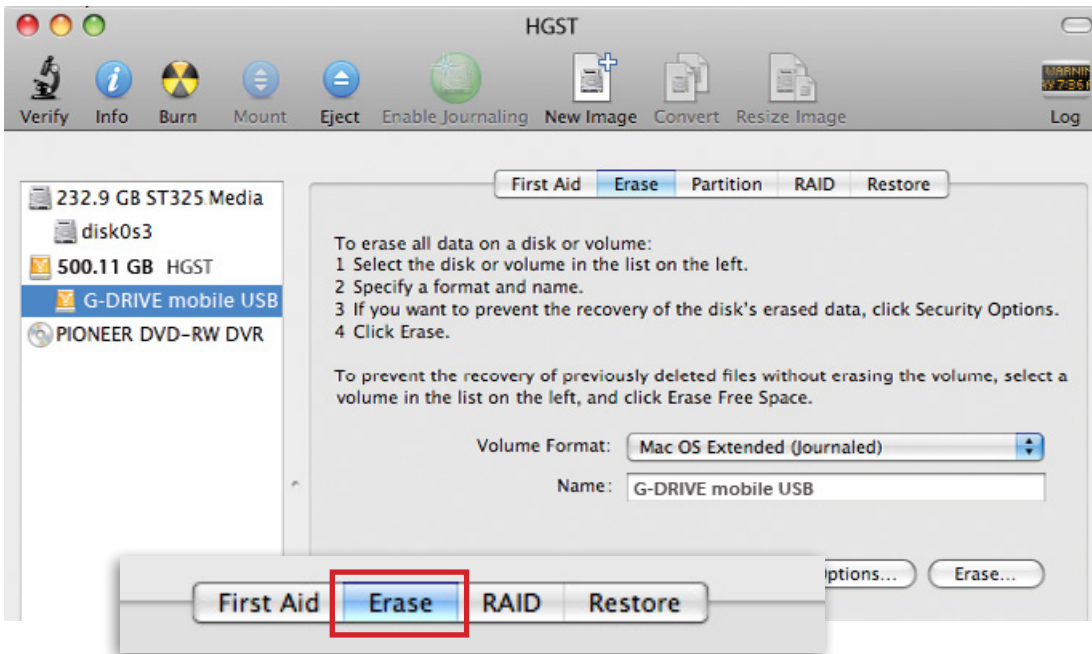 HGST
Verify Info Burn Mount Eject Enable Journaling New Image Convert Resize Image Log
First Aid Erase Partition RAID Restore
232.9 GB ST325 Media
disk0s3
500.11 GB HGST
G-DRIVE mobile USB
PIONEER DVD-RW DVR
To erase all data on a disk or volume:
1 Select the disk or volume in the list on the left.
2 Specify a format and name.
3 If you want to prevent the recovery of the disk's erased data, click Security Options.
4 Click Erase.
To prevent the recovery of previously deleted files without erasing the volume, select a
volume in the list on the left, and click Erase Free Space.
Volume Format: Mac OS Extended (Journaled)
Name: G-DRIVE mobile USB
Erase...
First Aid Erase RAID Restore